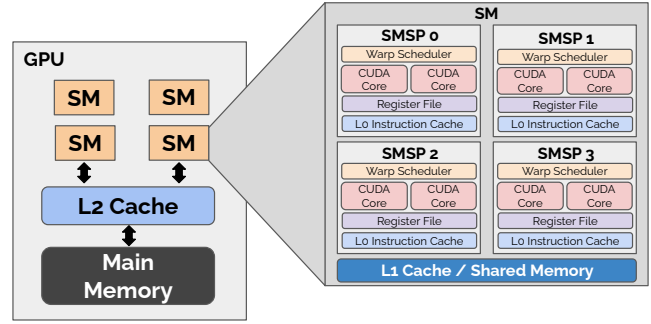 GPU
SM
SM
SM
SM
L2 Cache
Main
Memory
SM
SMSP 0
Warp Scheduler
CUDA
Core
CUDA
Core
Register File
L0 Instruction Cache
SMSP 1
Warp Scheduler
CUDA
Core
CUDA
Core
Register File
L0 Instruction Cache
SMSP 2
Warp Scheduler
CUDA
Core
CUDA
Core
Register File
L0 Instruction Cache
SMSP 3
Warp Scheduler
CUDA
Core
CUDA
Core
Register File
L0 Instruction Cache
L1 Cache / Shared Memory